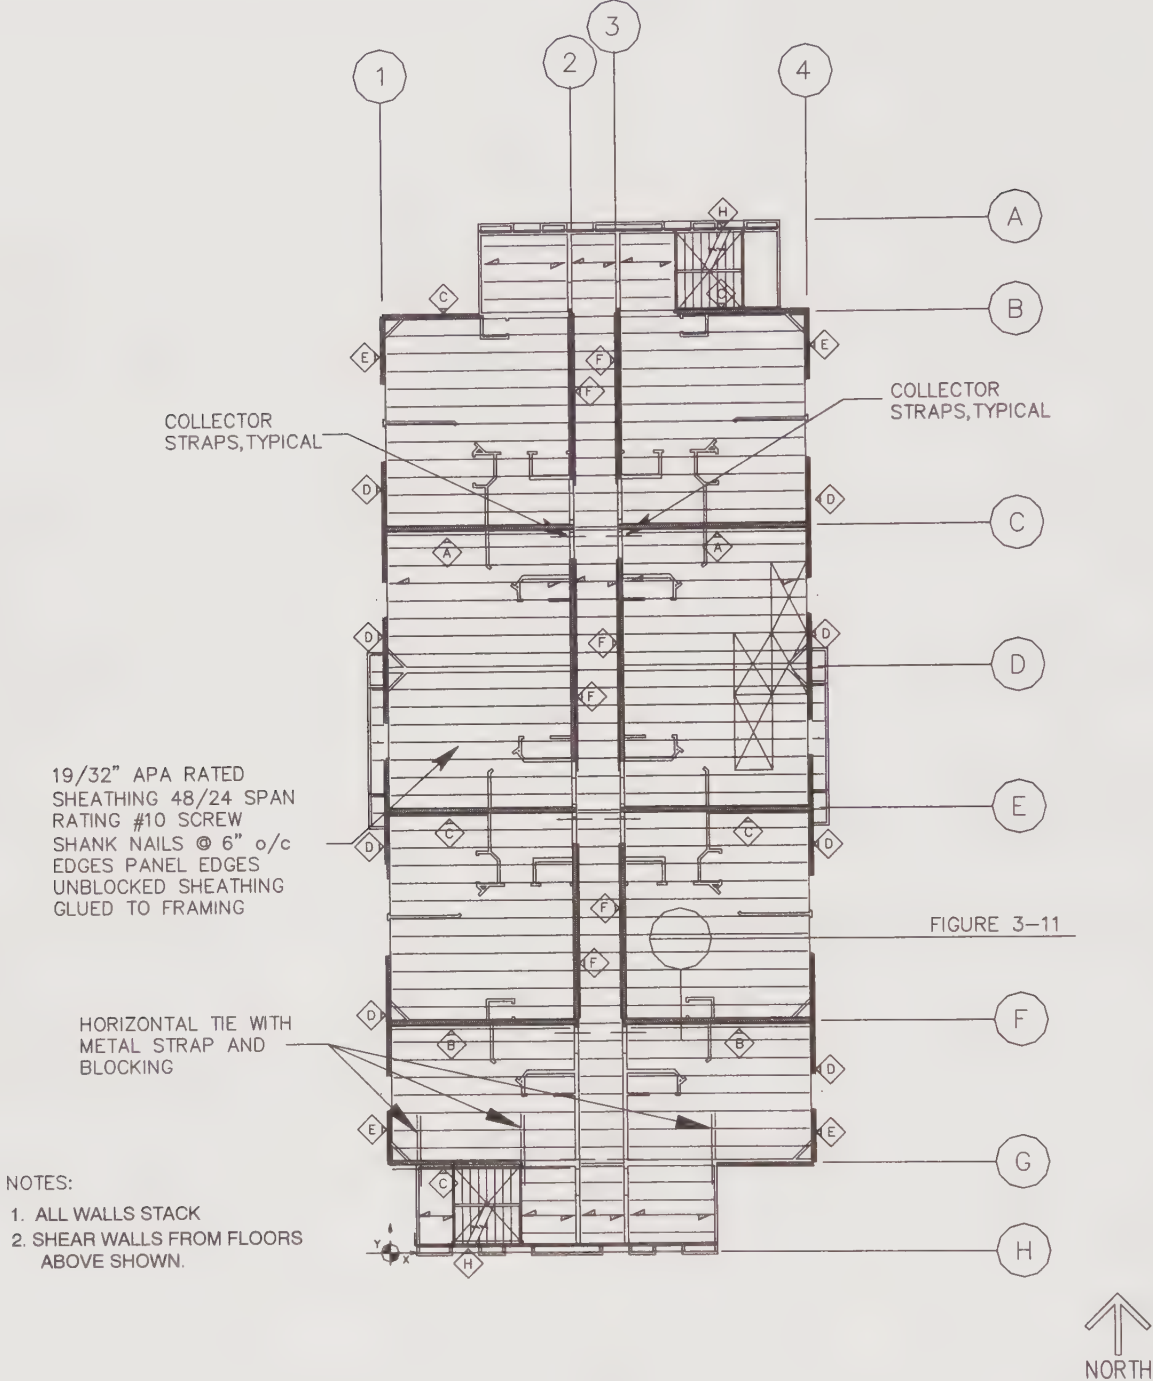 3
2
1
4
H
A
C
C
B
E
E
F
F
COLLECTOR
STRAPS,TYPICAL
COLLECTOR
STRAPS,TYPICAL
D
D
C
A
A
D
D
F
D
F
19/32" APA RATED
SHEATHING 48/24 SPAN
RATING #10 SCREW
SHANK NAILS @ 6" o/c
EDGES PANEL EDGES
UNBLOCKED SHEATHING
GLUED TO FRAMING
E
C
C
D
D
F
FIGURE 3-11
F
D
F
HORIZONTAL TIE WITH
METAL STRAP AND
BLOCKING
B
B
D
E
E
G
NOTES:
C
1. ALL WALLS STACK
2. SHEAR WALLS FROM FLOORS
ABOVE SHOWN.
Y
X
H
H
NORTH